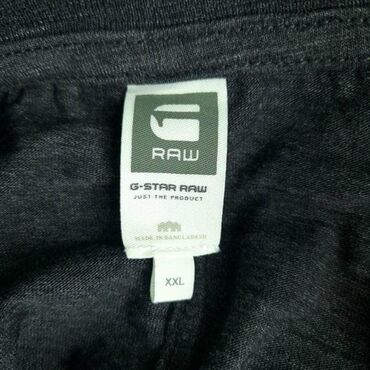 G
RAW
G-STAR RAW
JUST THE PRODUCT
MADE IN BANGLADESH
XXL